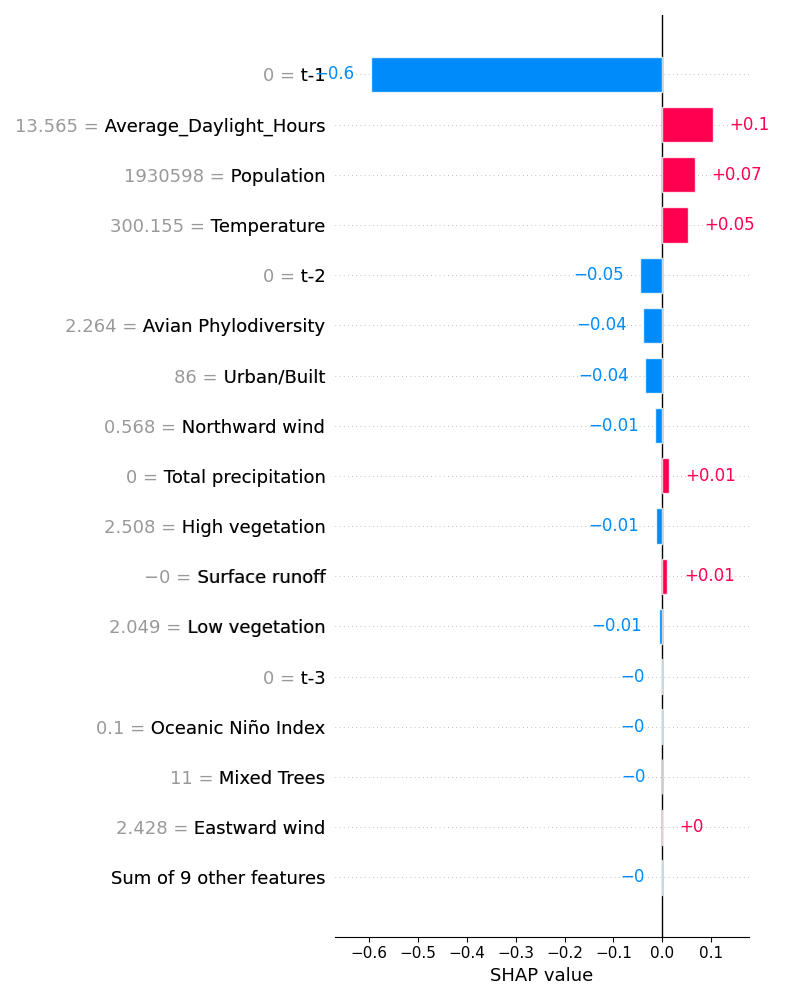 0 = t-1 −0.6
13.565 = Average_Daylight_Hours +0.1
1930598 = Population +0.07
300.155 = Temperature +0.05
0 = t-2 −0.05
2.264 = Avian Phylodiversity −0.04
86 = Urban/Built −0.04
0.568 = Northward wind −0.01
0 = Total precipitation +0.01
2.508 = High vegetation −0.01
−0 = Surface runoff +0.01
2.049 = Low vegetation −0.01
0 = t-3 −0
0.1 = Oceanic Niño Index −0
11 = Mixed Trees −0
2.428 = Eastward wind +0
Sum of 9 other features −0
−0.6 −0.5 −0.4 −0.3 −0.2 −0.1 0.0 0.1
SHAP value